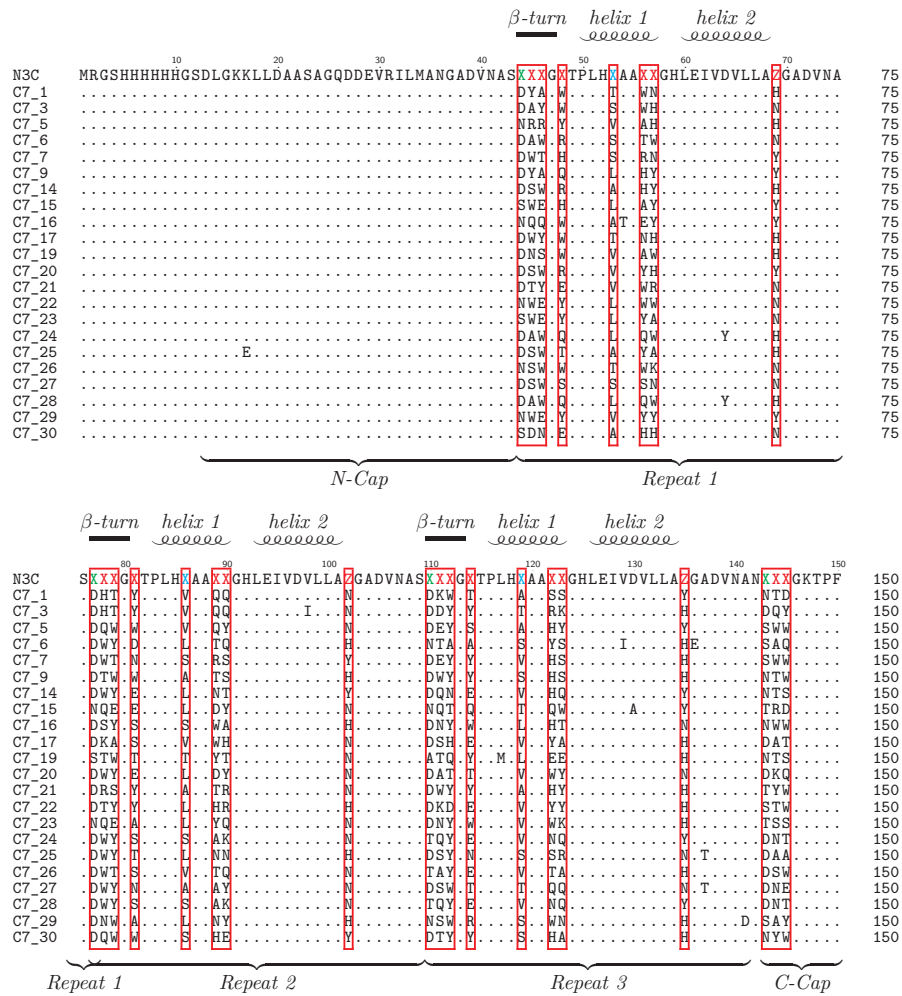 β-turn helix 1 helix 2
10 20 30 40 50 60 70
N3C MRGSHHHHHHGSDLGKKLLDAASAGQDDEVRILMANGADVNASXXXGXTPLHXAAXXGHLEIVDVLLAZGADVNA 75
C7_1 ...........................................DYA.W....T..WN...........H...... 75
C7_3 ...........................................DAY.W....S..WH...........N...... 75
C7_5 ...........................................NRR.Y....V..AH...........H...... 75
C7_6 ...........................................DAW.R....S..TW...........N...... 75
C7_7 ...........................................DWT.H....S..RN...........Y...... 75
C7_9 ...........................................DYA.Q....L..HY...........Y...... 75
C7_14 ...........................................DSW.R....A..HY...........H...... 75
C7_15 ...........................................SWE.H....L..AY...........Y...... 75
C7_16 ...........................................NQQ.W....AT.EY...........Y...... 75
C7_17 ...........................................DWY.W....T..NH...........H...... 75
C7_19 ...........................................DNS.W....V..AW...........H...... 75
C7_20 ...........................................DSW.R....V..YH...........Y...... 75
C7_21 ...........................................DTY.E....V..WR...........N...... 75
C7_22 ...........................................NWE.Y....L..WW...........N...... 75
C7_23 ...........................................SWE.Y....L..YA...........N...... 75
C7_24 ...........................................DAW.Q....L..QW......Y....H...... 75
C7_25 ................E..........................DSW.T....A..YA...........H...... 75
C7_26 ...........................................NSW.W....T..WK...........N...... 75
C7_27 ...........................................DSW.S....S..SN...........N...... 75
C7_28 ...........................................DAW.Q....L..QW......Y....H...... 75
C7_29 ...........................................NWE.Y....V..YY...........Y...... 75
C7_30 ...........................................SDN.E....A..HH...........N...... 75
N-Cap Repeat 1
β-turn helix 1 helix 2 β-turn helix 1 helix 2
80 90 100 110 120 130 140 150
N3C SXXXGXTPLHXAAXXGHLEIVDVLLAZGADVNASXXXGXTPLHXAAXXGHLEIVDVLLAZGADVNANXXXGKTPF 150
C7_1 .DHT.Y....V..QQ...........N.......DKW.T....A..SS...........Y.......NTD..... 150
C7_3 .DHT.Y....V..QQ.......I...N.......DDY.Y....T..RK...........H.......DQY..... 150
C7_5 .DQW.W....V..QY...........N.......DEY.S....A..HY...........Y.......SWW..... 150
C7_6 .DWY.D....L..TQ...........H.......NTA.A....S..YS.....I.....HE......SAQ..... 150
C7_7 .DWT.N....S..RS...........Y.......DEY.Y....V..HS...........H.......SWW..... 150
C7_9 .DTW.W....A..TS...........H.......DWY.Y....S..HS...........H.......NTW..... 150
C7_14 .DWY.E....L..NT...........Y.......DQN.E....V..HQ...........Y.......NTS..... 150
C7_15 .NQE.E....L..DY...........N.......NQT.Q....T..QW......A....Y.......TRD..... 150
C7_16 .DSY.S....S..WA...........H.......DNY.W....L..HT...........N.......NWW..... 150
C7_17 .DKA.S....V..WH...........N.......DSH.E....V..YA...........H.......DAT..... 150
C7_19 .STW.T....T..YT...........N.......ATQ.Y..M.L..EE...........H.......NTS..... 150
C7_20 .DWY.E....L..DY...........N.......DAT.T....V..WY...........N.......DKQ..... 150
C7_21 .DRS.Y....A..TR...........N.......DWY.Y....A..HY...........H.......TYW..... 150
C7_22 .DTY.Y....L..HR...........H.......DKD.E....V..YY...........H.......STW..... 150
C7_23 .NQE.A....L..YQ...........N.......DNY.W....V..WK...........H.......TSS..... 150
C7_24 .DWY.S....S..AK...........N.......TQY.E....V..NQ...........Y.......DNT..... 150
C7_25 .DWY.T....L..NN...........H.......DSY.N....S..SR...........N.T.....DAA..... 150
C7_26 .DWT.S....V..TQ...........N.......TAY.E....V..TA...........H.......DSW..... 150
C7_27 .DWY.N....A..AY...........N.......DSW.T....T..QQ...........N.T.....DNE..... 150
C7_28 .DWY.S....S..AK...........N.......TQY.E....V..NQ...........Y.......DNT..... 150
C7_29 .DNW.A....L..NY...........H.......NSW.R....S..WN...........H.....D.SAY..... 150
C7_30 .DQW.W....S..HE...........Y.......DTY.Y....S..HA...........Y.......NYW..... 150
Repeat 1 Repeat 2 Repeat 3 C-Cap